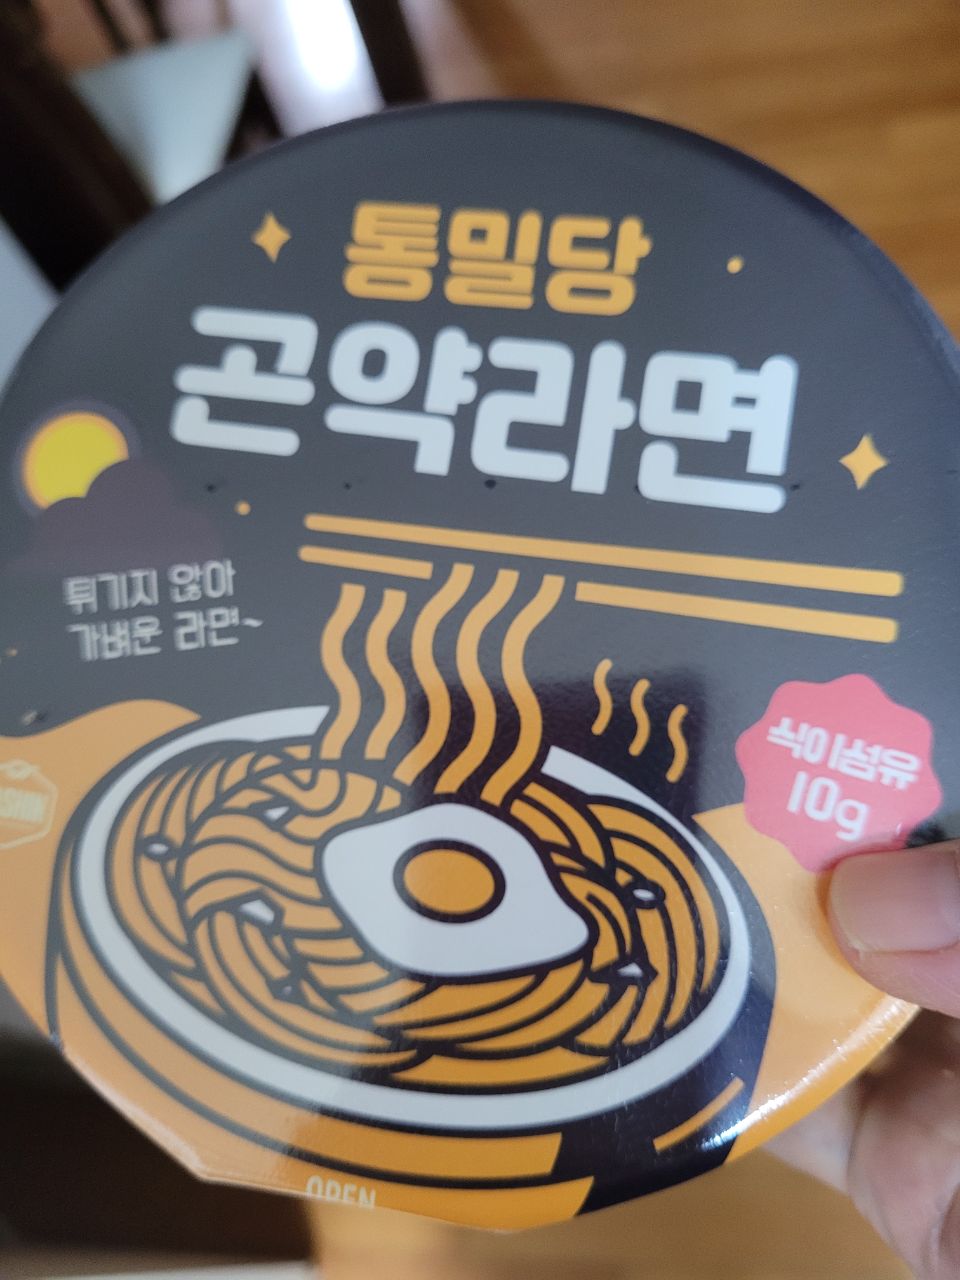 통밀당
곤약라면
튀기지 않아
가벼운 라면~
식이섬유
10g
OPEN